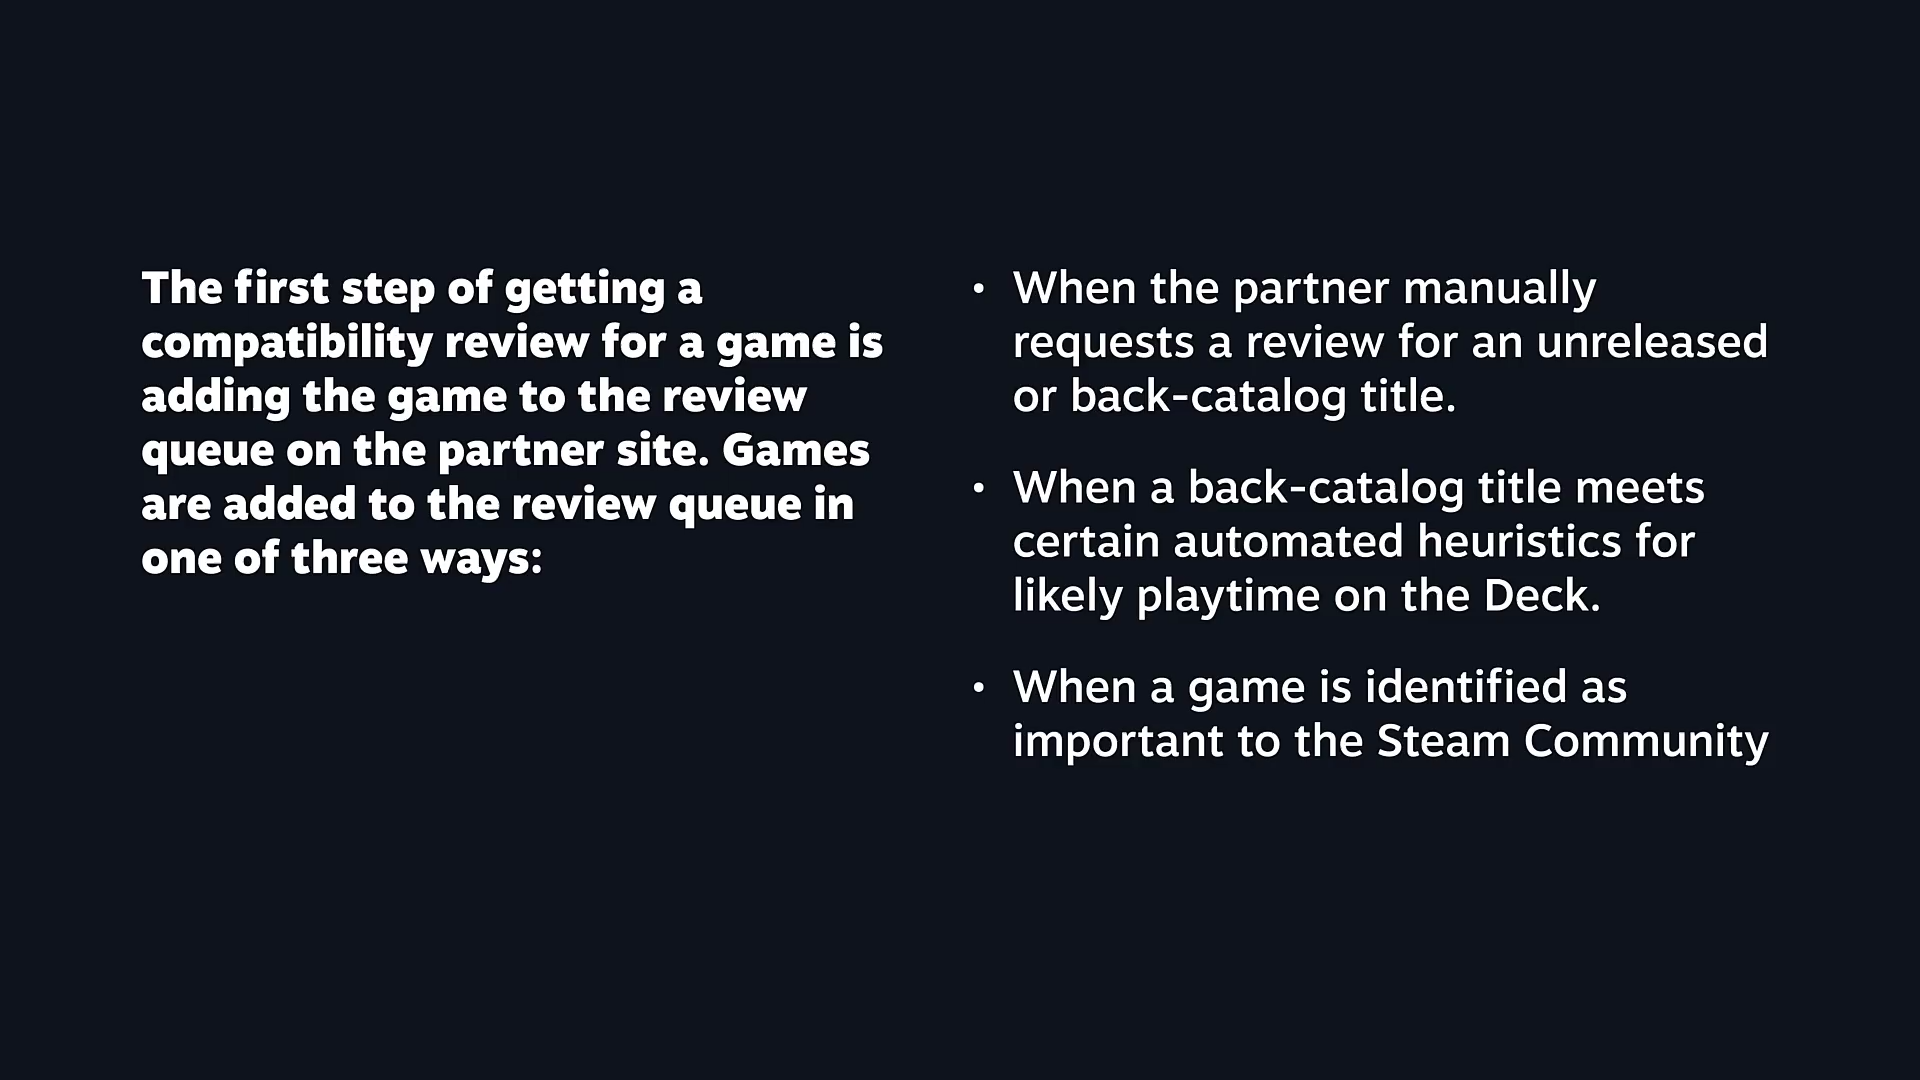 The first step of getting a
compatibility review for a game is
adding the game to the review
queue on the partner site. Games
are added to the review queue in
one of three ways:
• When the partner manually
requests a review for an unreleased
or back-catalog title.
• When a back-catalog title meets
certain automated heuristics for
likely playtime on the Deck.
• When a game is identified as
important to the Steam Community